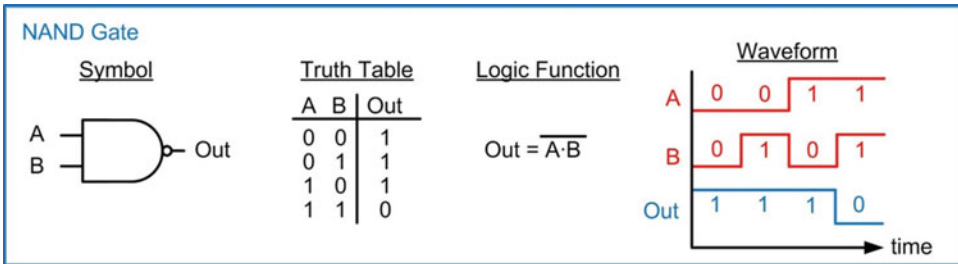 NAND Gate
Symbol
A
B
Out
Truth Table
A B Out
0 0 1
0 1 1
1 0 1
1 1 0
Logic Function
Out = A̅·̅B̅
Waveform
A 0 0 1 1
B 0 1 0 1
Out 1 1 1 0
time